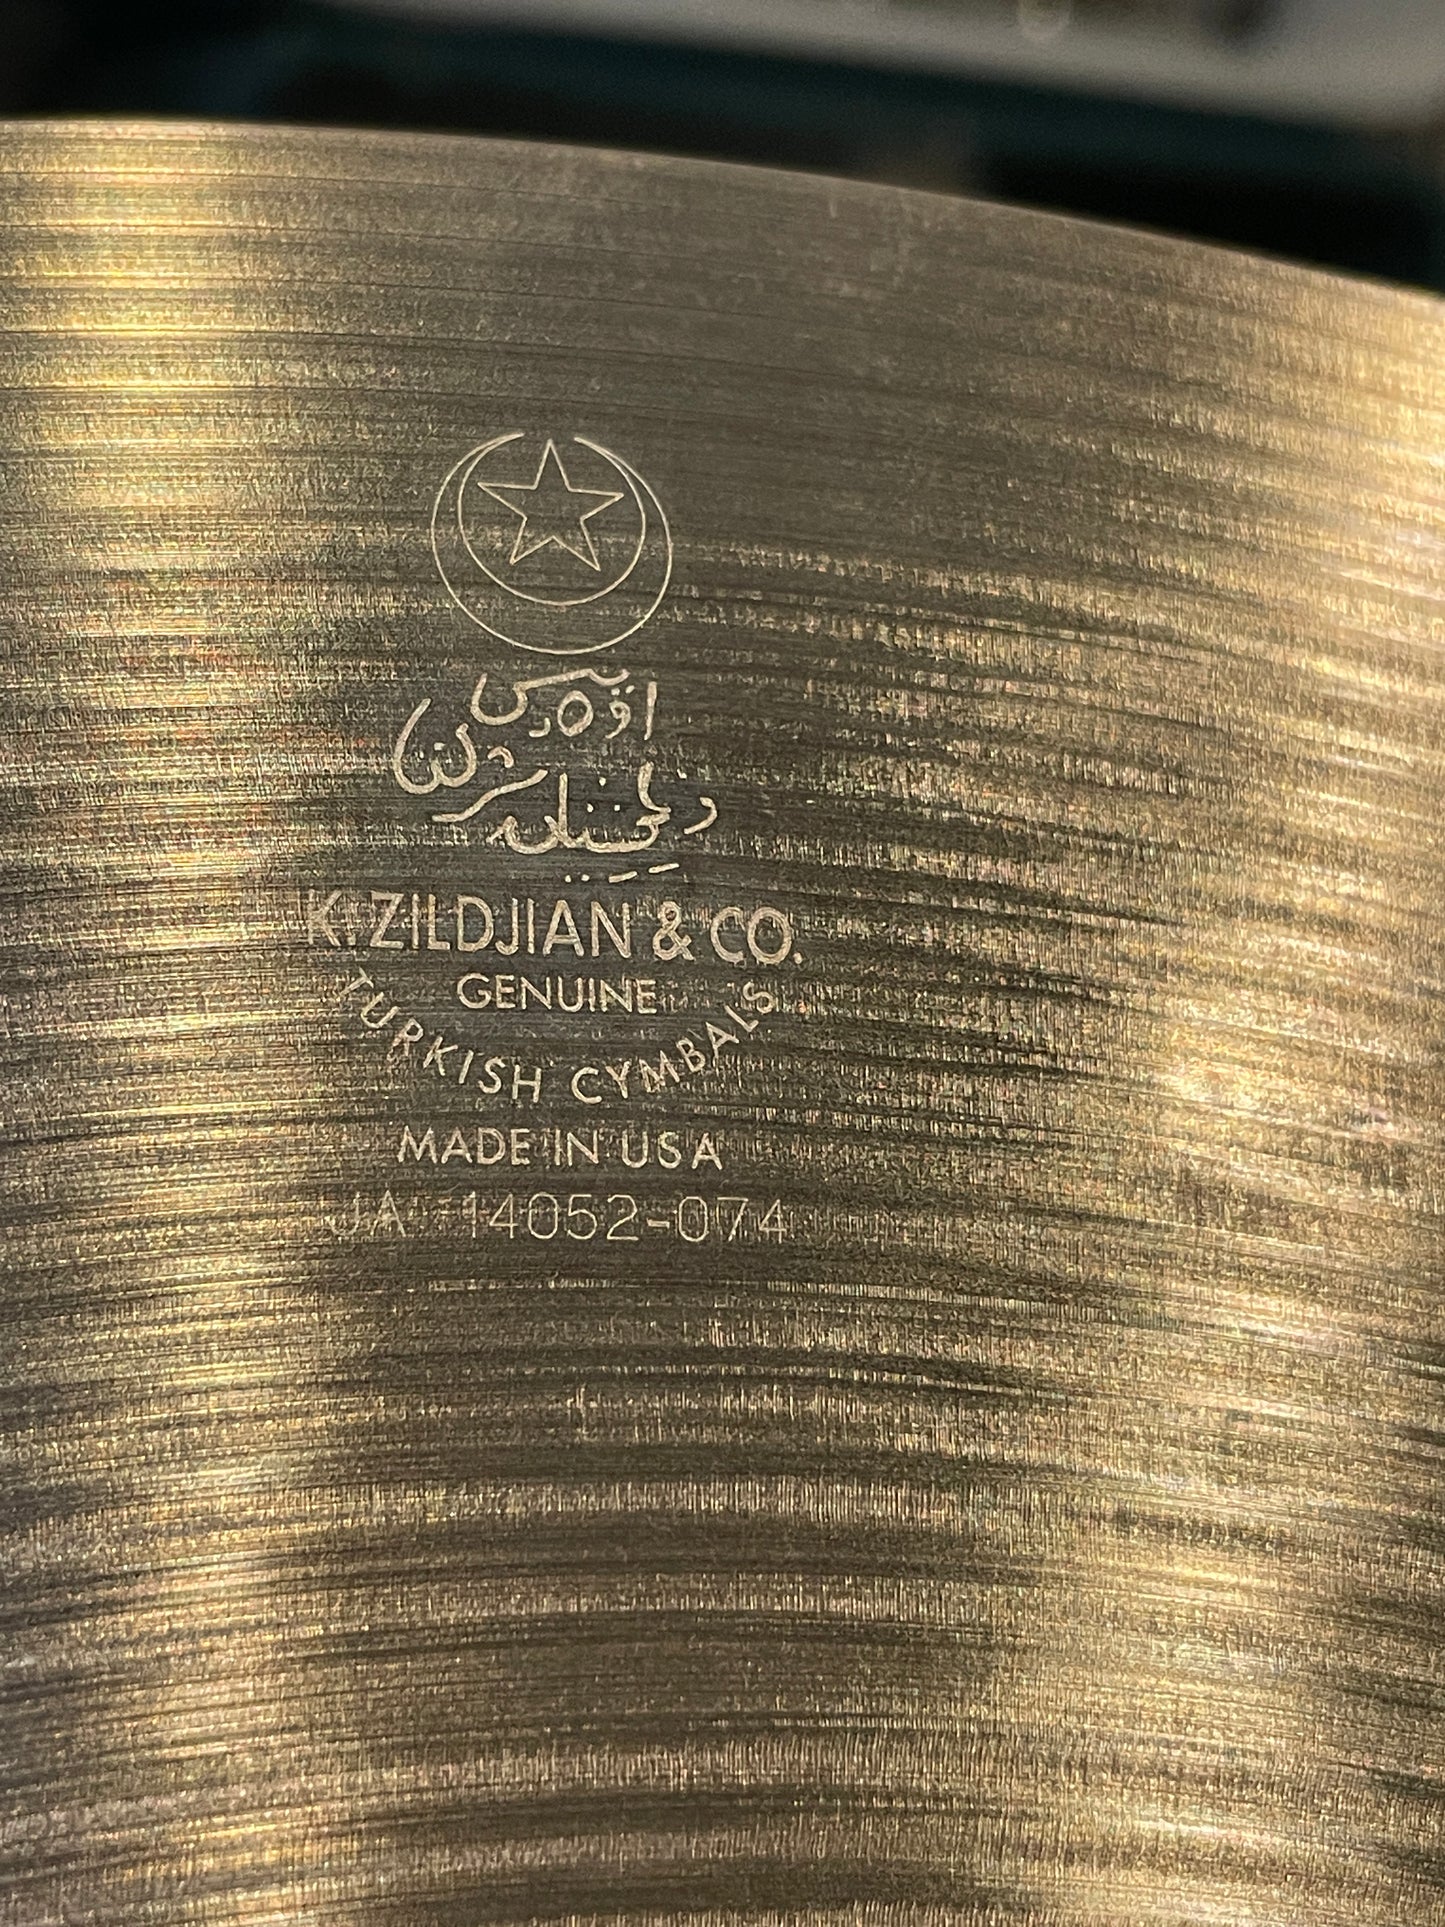 K. ZILDJIAN & CO.
GENUINE
TURKISH CYMBALS
MADE IN USA
JA 14052-074